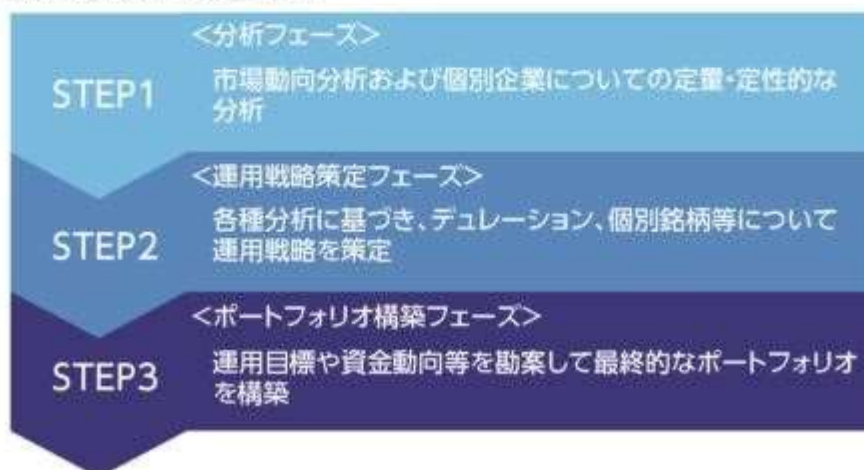 <分析フェーズ>
STEP1
市場動向分析および個別企業についての定量・定性的な
分析
<運用戦略策定フェーズ>
STEP2
各種分析に基づき、デュレーション、個別銘柄等について
運用戦略を策定
<ポートフォリオ構築フェーズ>
STEP3
運用目標や資金動向等を勘案して最終的なポートフォリオ
を構築